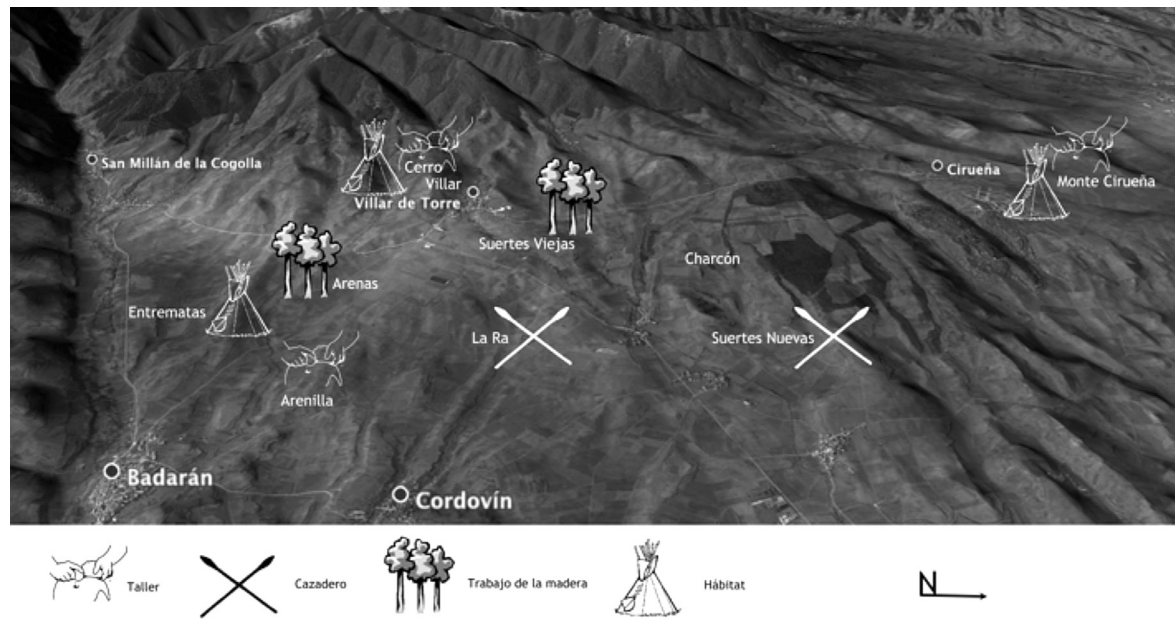 San Millán de la Cogolla
Cerro
Villar
Villar de Torre
Cirueña
Monte Cirueña
Suertes Viejas
Charcón
Arenas
Entrematas
La Ra
Suertes Nuevas
Arenilla
Badarán
Cordovín
Taller
Cazadero
Trabajo de la madera
Hábitat
N